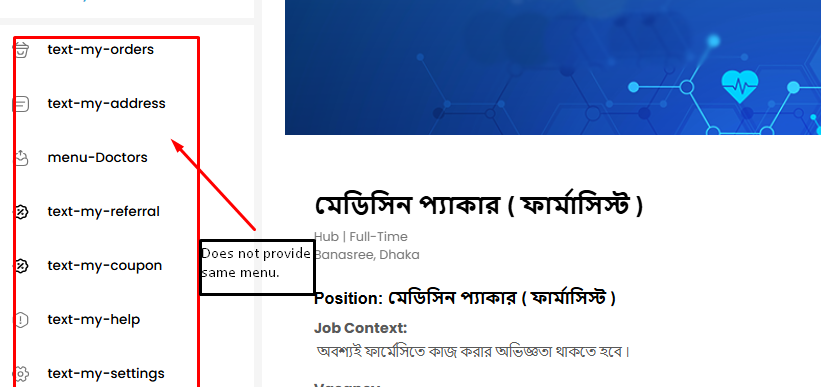 text-my-orders
text-my-address
menu-Doctors
text-my-referral
text-my-coupon
text-my-help
text-my-settings
Does not provide
same menu.
মেডিসিন প্যাকার ( ফার্মাসিস্ট )
Hub | Full-Time
Banasree, Dhaka
Position: মেডিসিন প্যাকার ( ফার্মাসিস্ট )
Job Context:
অবশ্যই ফার্মেসিতে কাজ করার অভিজ্ঞতা থাকতে হবে।